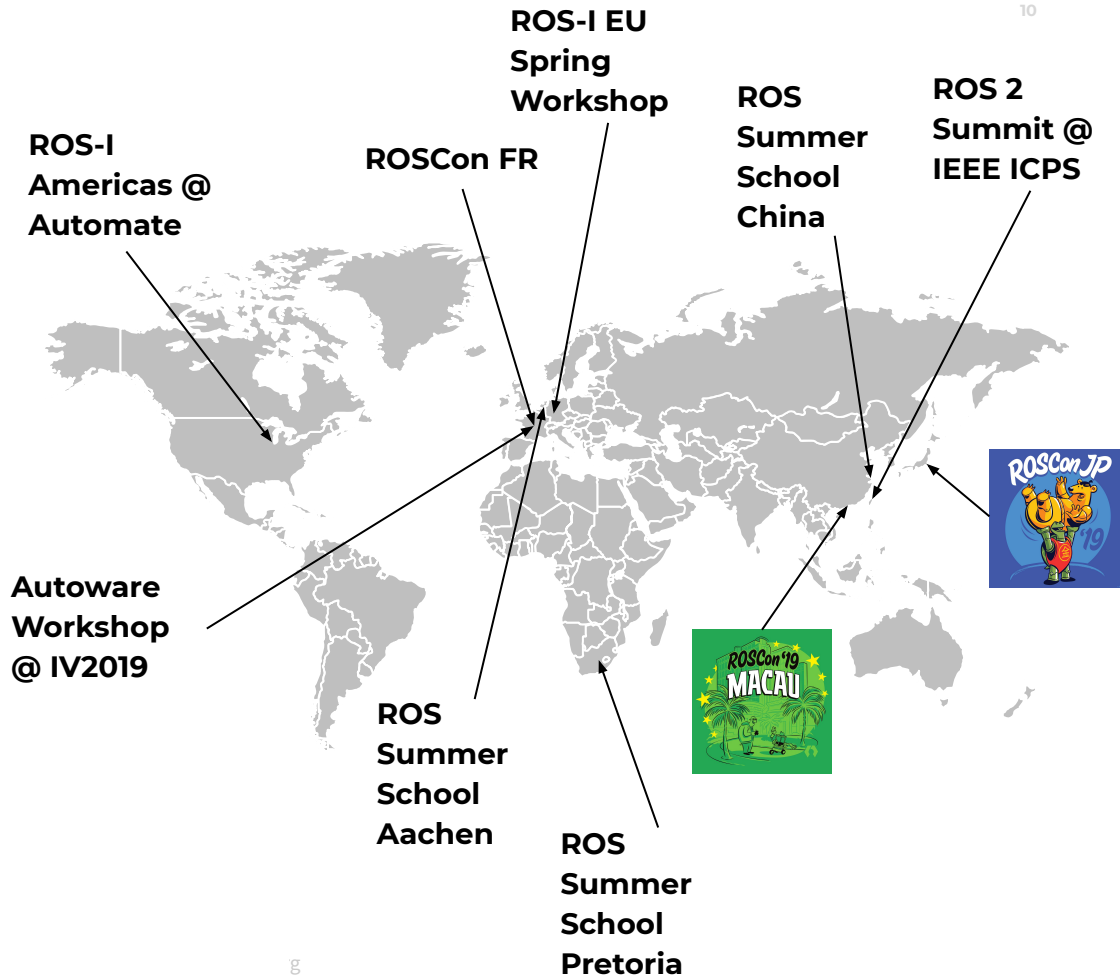 10
ROS-I EU
Spring
Workshop
ROS
Summer
School
China
ROS 2
Summit @
IEEE ICPS
ROS-I
Americas @
Automate
ROSCon FR
ROSCon JP
'19
Autoware
Workshop
@ IV2019
ROSCon '19
MACAU
ROS
Summer
School
Aachen
ROS
Summer
School
Pretoria
g